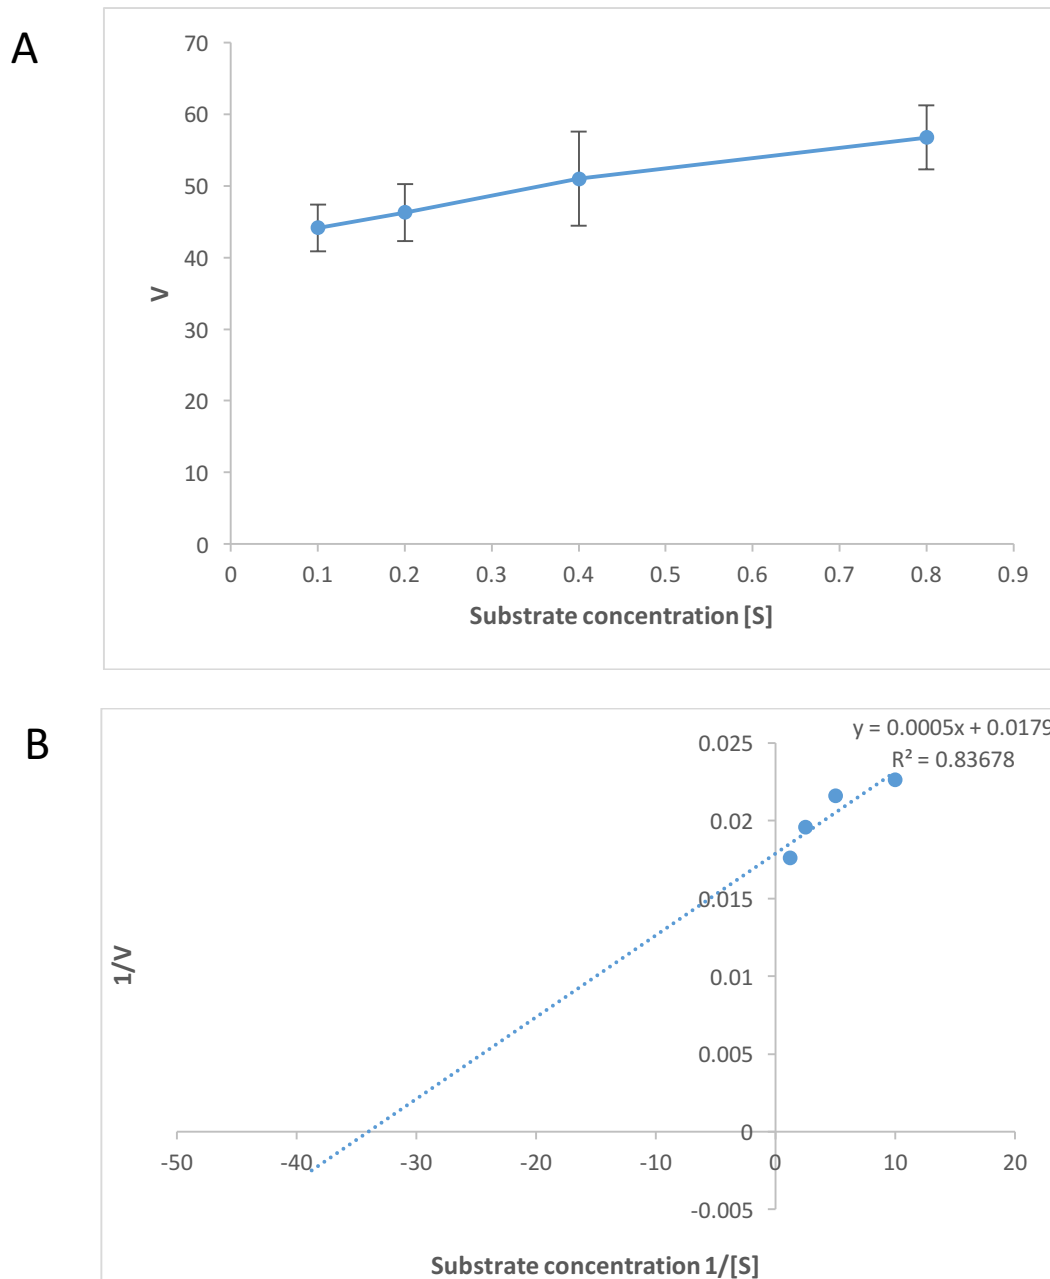 A
70
60
50
40
30
20
10
0
V
0 0.1 0.2 0.3 0.4 0.5 0.6 0.7 0.8 0.9
Substrate concentration [S]
B
y = 0.0005x + 0.0179
R² = 0.83678
0.025
0.02
0.015
0.01
0.005
0
-0.005
1/V
-50 -40 -30 -20 -10 0 10 20
Substrate concentration 1/[S]